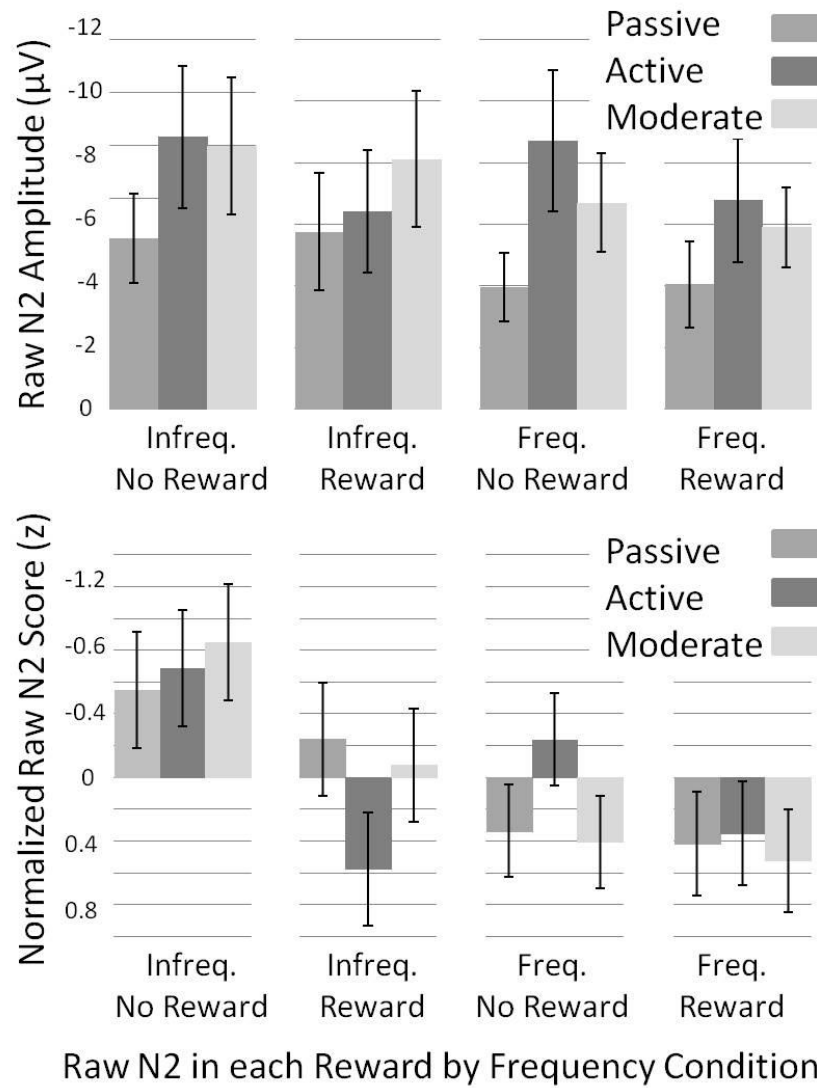 Raw N2 Amplitude (µV)
-12
-10
-8
-6
-4
-2
0
Passive
Active
Moderate
Infreq.
No Reward
Infreq.
Reward
Freq.
No Reward
Freq.
Reward
Normalized Raw N2 Score (z)
-1.2
-0.6
-0.4
0
0.4
0.8
Passive
Active
Moderate
Infreq.
No Reward
Infreq.
Reward
Freq.
No Reward
Freq.
Reward
Raw N2 in each Reward by Frequency Condition